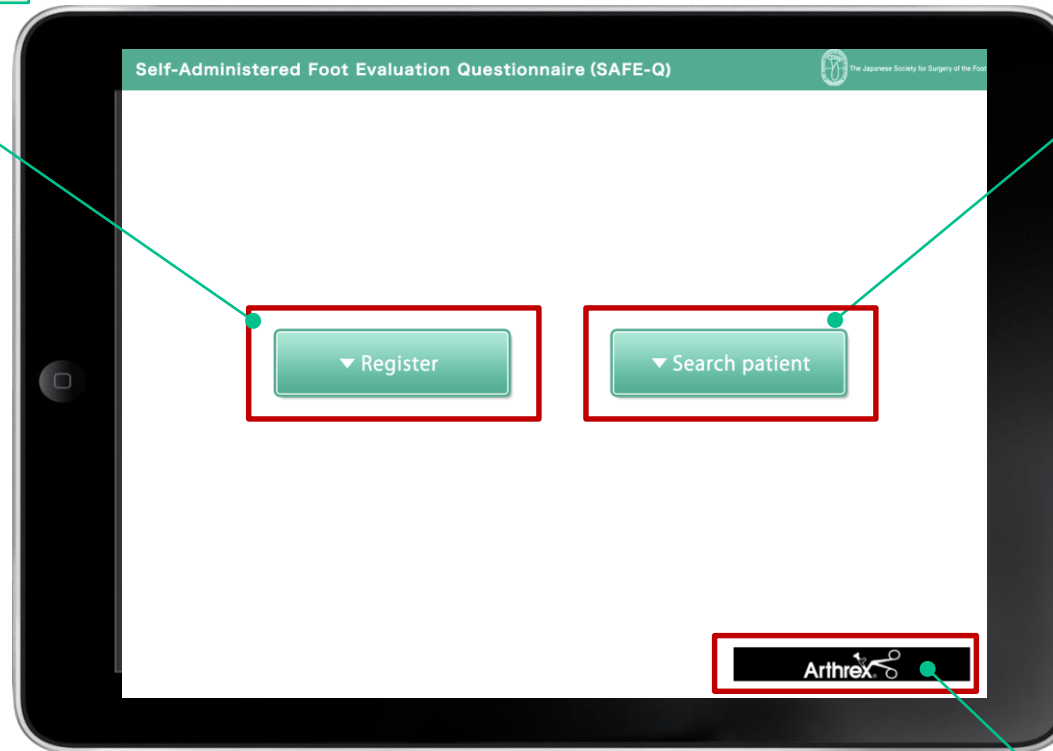 Self-Administered Foot Evaluation Questionnaire (SAFE-Q)
The Japanese Society for Surgery of the Foot
▼ Register
▼ Search patient
Arthrex®